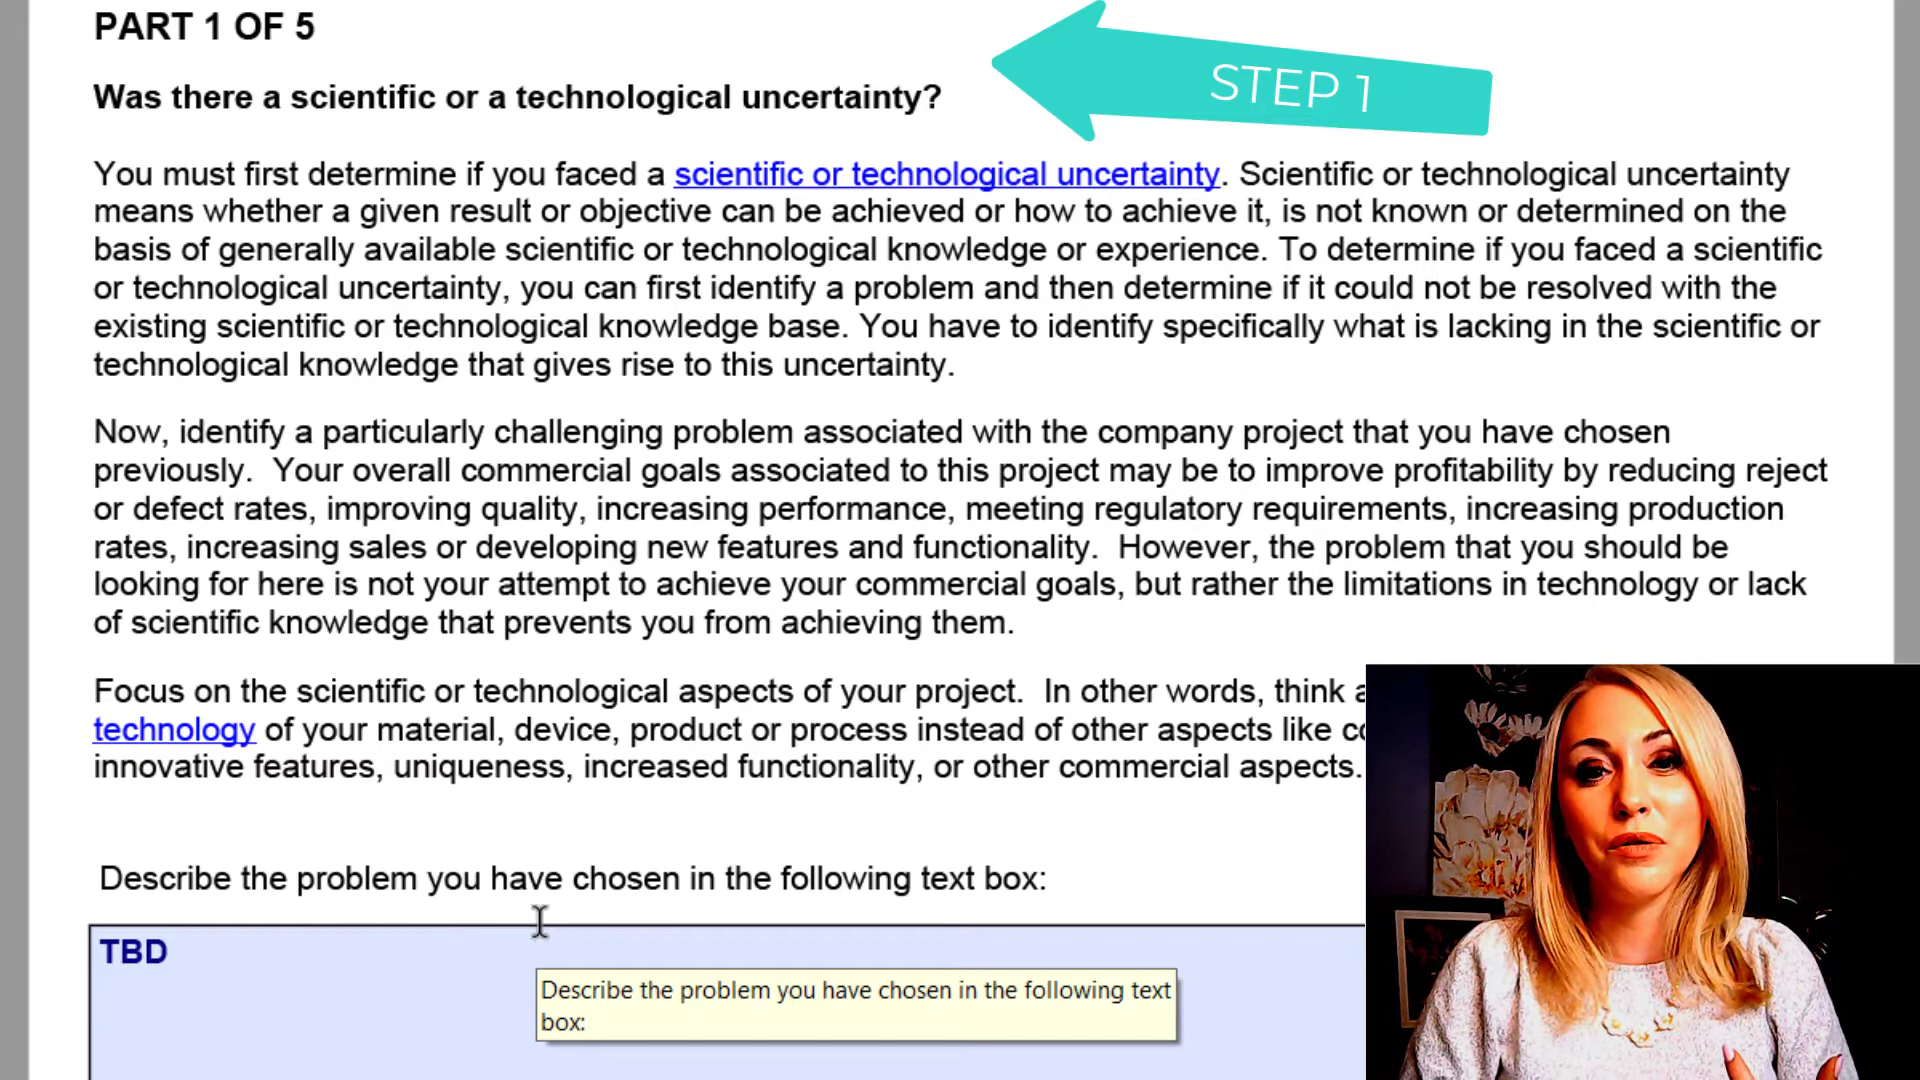 PART 1 OF 5
STEP 1
Was there a scientific or a technological uncertainty?
You must first determine if you faced a scientific or technological uncertainty. Scientific or technological uncertainty
means whether a given result or objective can be achieved or how to achieve it, is not known or determined on the
basis of generally available scientific or technological knowledge or experience. To determine if you faced a scientific
or technological uncertainty, you can first identify a problem and then determine if it could not be resolved with the
existing scientific or technological knowledge base. You have to identify specifically what is lacking in the scientific or
technological knowledge that gives rise to this uncertainty.
Now, identify a particularly challenging problem associated with the company project that you have chosen
previously. Your overall commercial goals associated to this project may be to improve profitability by reducing reject
or defect rates, improving quality, increasing performance, meeting regulatory requirements, increasing production
rates, increasing sales or developing new features and functionality. However, the problem that you should be
looking for here is not your attempt to achieve your commercial goals, but rather the limitations in technology or lack
of scientific knowledge that prevents you from achieving them.
Focus on the scientific or technological aspects of your project. In other words, think
technology of your material, device, product or process instead of other aspects like
innovative features, uniqueness, increased functionality, or other commercial aspects.
Describe the problem you have chosen in the following text box:
TBD
Describe the problem you have chosen in the following text
box: